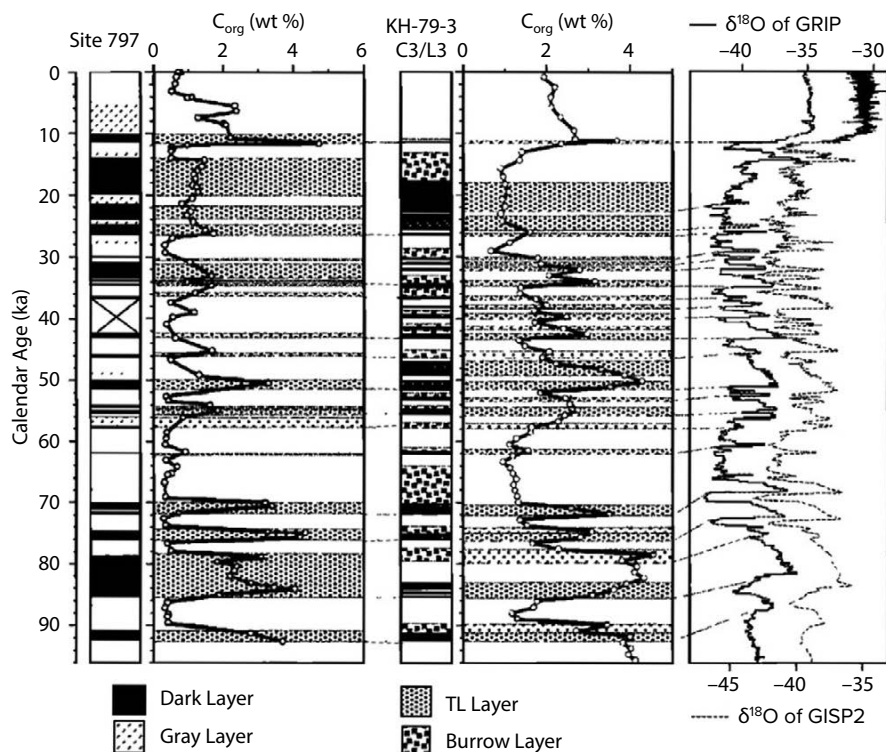 Site 797
C_org (wt %)
0 2 4 6
KH-79-3
C3/L3
C_org (wt %)
0 2 4
δ¹⁸O of GRIP
−40 −35 −30
Calendar Age (ka)
0
10
20
30
40
50
60
70
80
90
−45 −40 −35
δ¹⁸O of GISP2
Dark Layer
Gray Layer
TL Layer
Burrow Layer